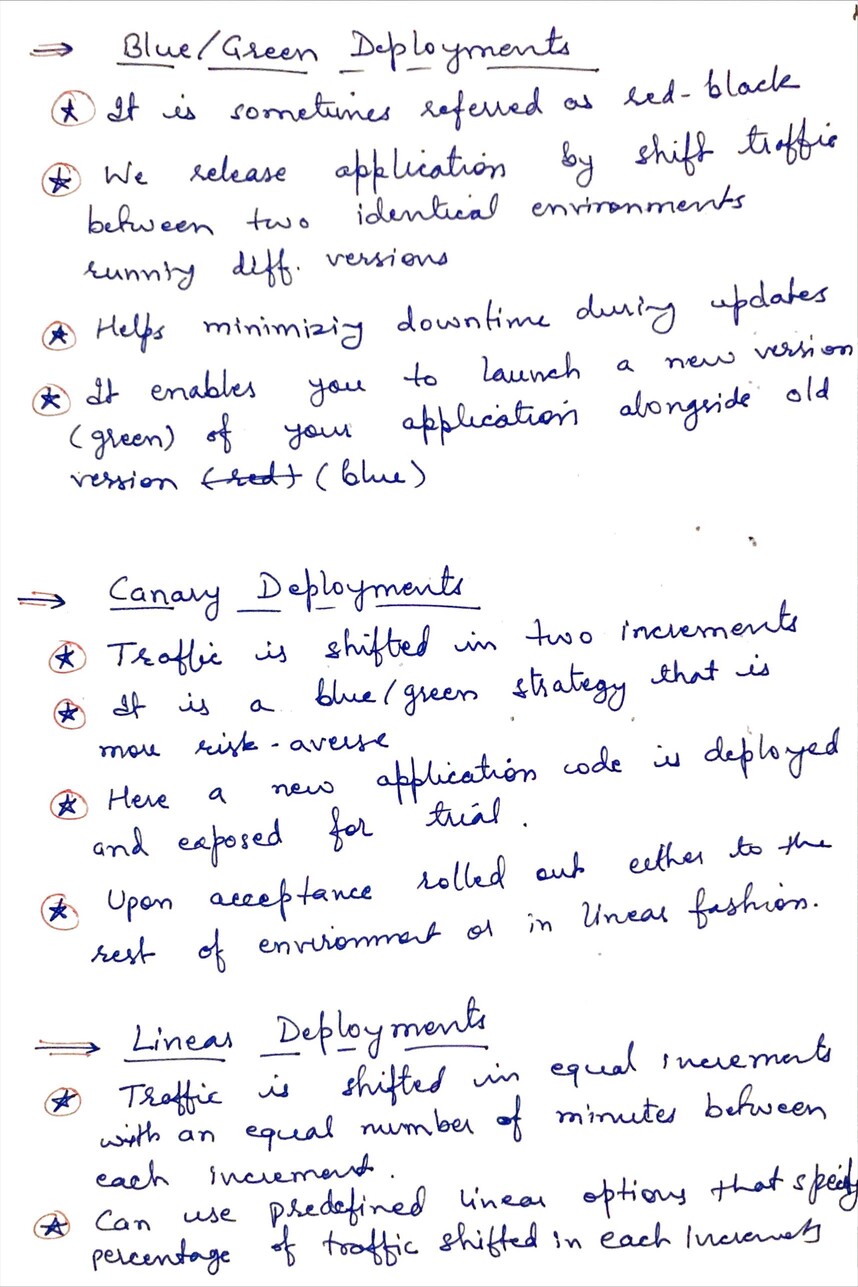 ⇒ Blue/Green Deployments
★ It is sometimes referred as red-black
★ We release application by shift traffic
between two identical environments
running diff. versions
★ Helps minimizig downtime during updates
★ It enables you to launch a new version
(green) of your application alongside old
version (red) (blue)
⇒ Canary Deployments
★ Traffic is shifted in two increments
★ It is a blue/green strategy that is
more risk-averse
★ Here a new application code is deployed
and exposed for trial.
★ Upon acceptance rolled out either to the
rest of environment or in linear fashion.
⇒ Linear Deployments
★ Traffic is shifted in equal increments
with an equal number of minutes between
each increment.
★ Can use predefined linear options that specify
percentage of traffic shifted in each Increments